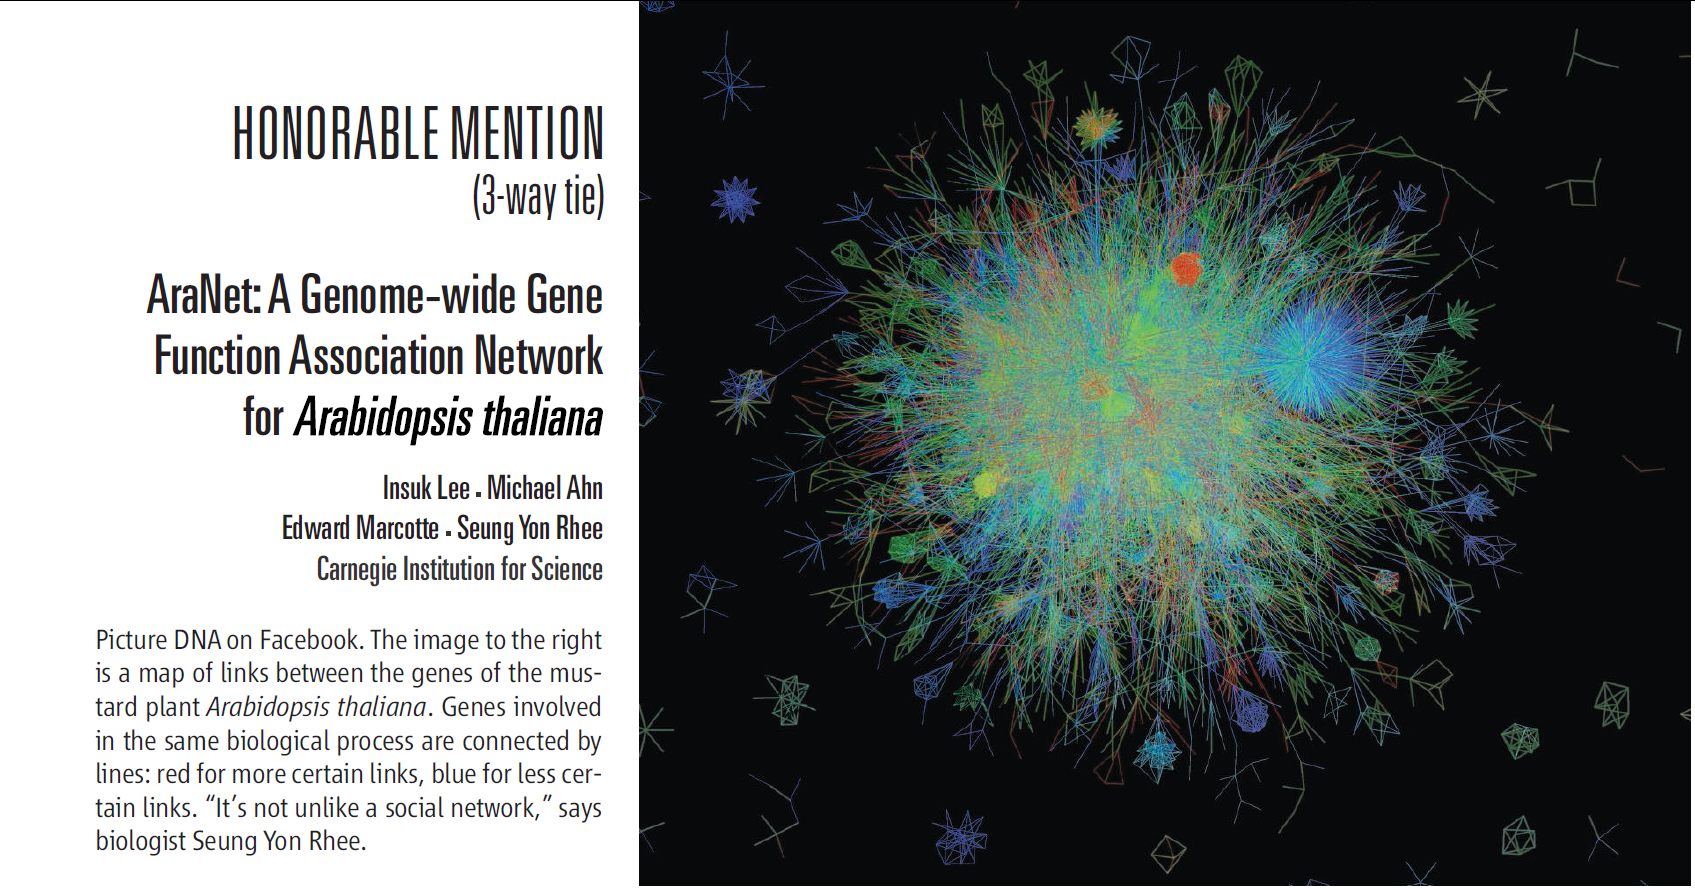 HONORABLE MENTION
(3-way tie)
AraNet: A Genome-wide Gene
Function Association Network
for Arabidopsis thaliana
Insuk Lee ▪ Michael Ahn
Edward Marcotte ▪ Seung Yon Rhee
Carnegie Institution for Science
Picture DNA on Facebook. The image to the right
is a map of links between the genes of the mus-
tard plant Arabidopsis thaliana. Genes involved
in the same biological process are connected by
lines: red for more certain links, blue for less cer-
tain links. “It’s not unlike a social network,” says
biologist Seung Yon Rhee.